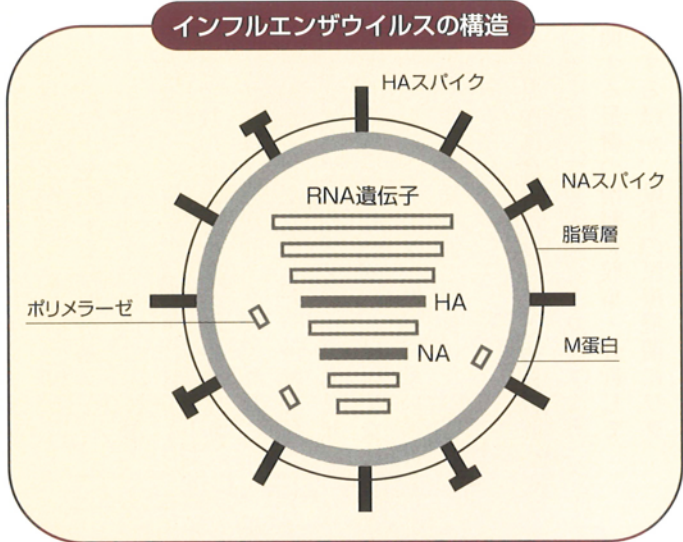 インフルエンザウイルスの構造
HAスパイク
NAスパイク
RNA遺伝子
脂質層
HA
ポリメラーゼ
M蛋白
NA